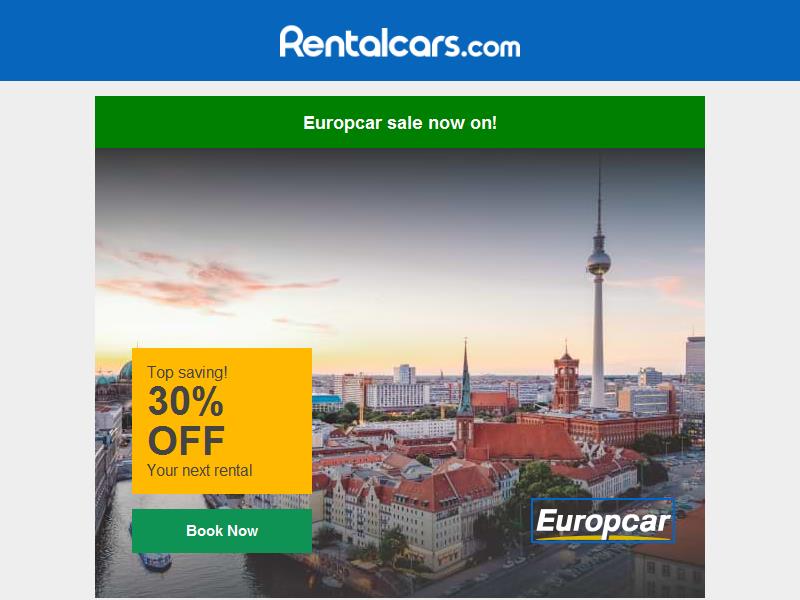 Rentalcars.com
Europcar sale now on!
Top saving!
30%
OFF
Your next rental
Book Now
Europcar